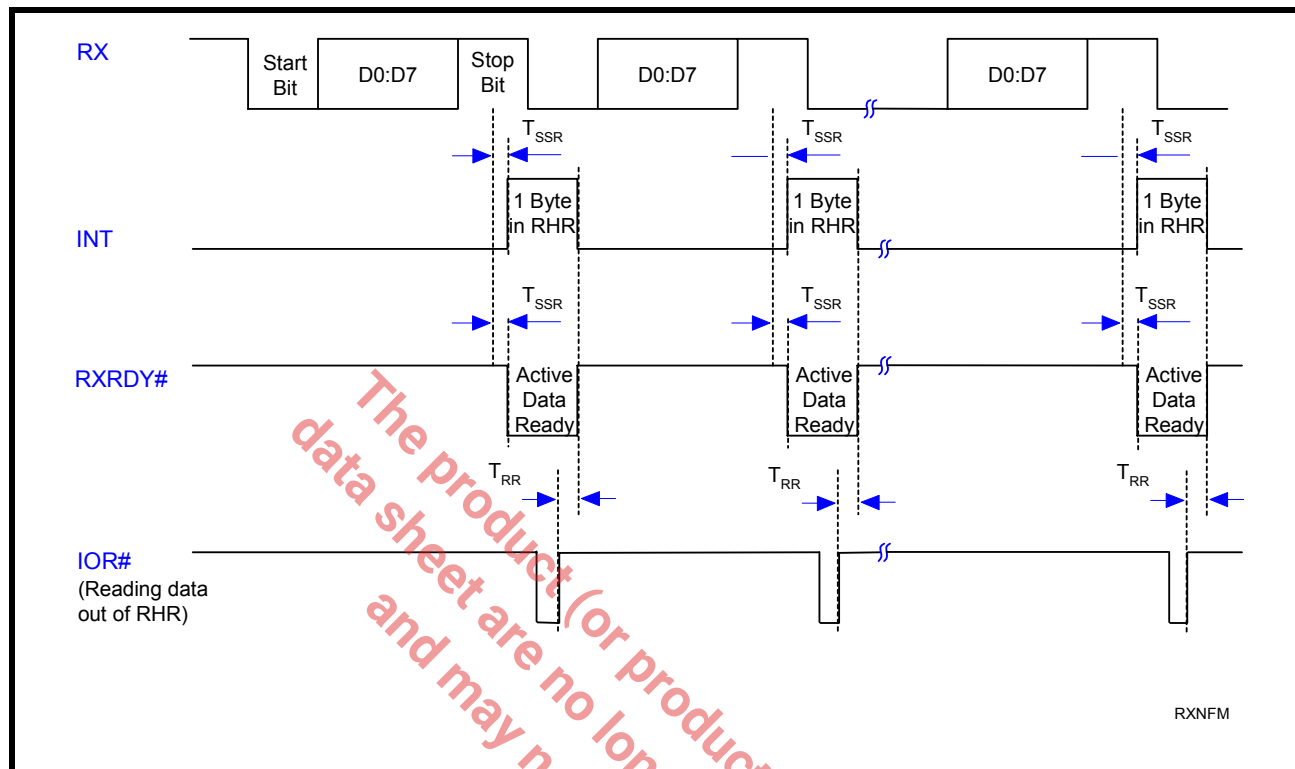 RX
Start
Bit
D0:D7
Stop
Bit
D0:D7
D0:D7
TSSR
TSSR
TSSR
INT
1 Byte
in RHR
1 Byte
in RHR
1 Byte
in RHR
TSSR
TSSR
TSSR
RXRDY#
Active
Data
Ready
Active
Data
Ready
Active
Data
Ready
TRR
TRR
TRR
IOR#
(Reading data
out of RHR)
The product (or product
data sheet are no lon
and may n
RXNFM